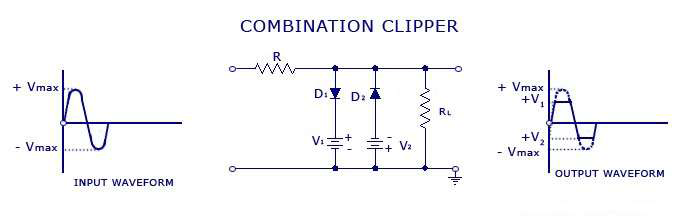 COMBINATION CLIPPER
+ Vmax
- Vmax
INPUT WAVEFORM
R
D1
D2
V1
+
-
-
+
V2
RL
+ Vmax
+V1
+V2
- Vmax
OUTPUT WAVEFORM